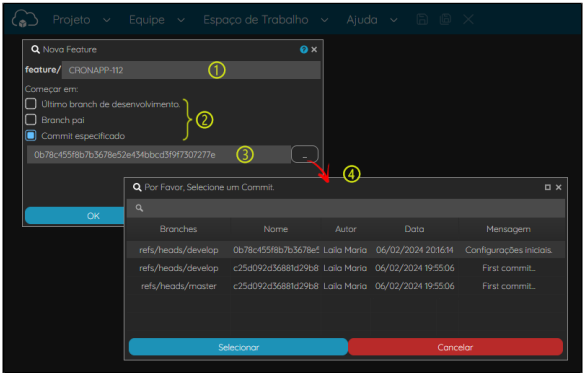 Projeto Equipe Espaço de Trabalho Ajuda
Nova Feature
feature/ CRONAPP-112 1
Começar em:
Último branch de desenvolvimento.
Branch pai 2
Commit especificado
0b78c455f8b7b3678e52e434bbcd3f9f7307277e 3 ...
4
OK
Por Favor, Selecione um Commit.
Branches Nome Autor Data Mensagem
refs/heads/develop 0b78c455f8b7b3678e5 Laila Maria 06/02/2024 20:16:14 Configurações iniciais
refs/heads/develop c25d092d36881d29b8 Laila Maria 06/02/2024 19:55:06 First commit...
refs/heads/master c25d092d36881d29b8 Laila Maria 06/02/2024 19:55:06 First commit...
Selecionar Cancelar